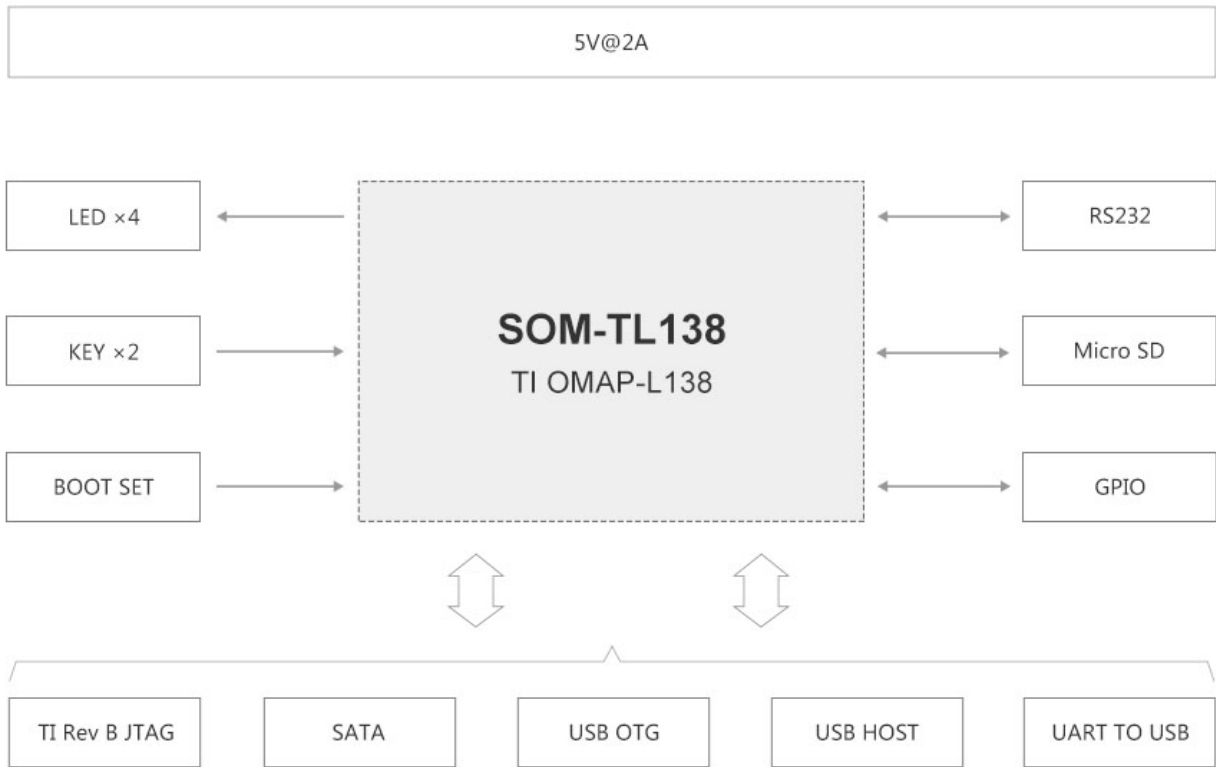 5V@2A
LED ×4
RS232
SOM-TL138
KEY ×2
Micro SD
TI OMAP-L138
BOOT SET
GPIO
TI Rev B JTAG
SATA
USB OTG
USB HOST
UART TO USB